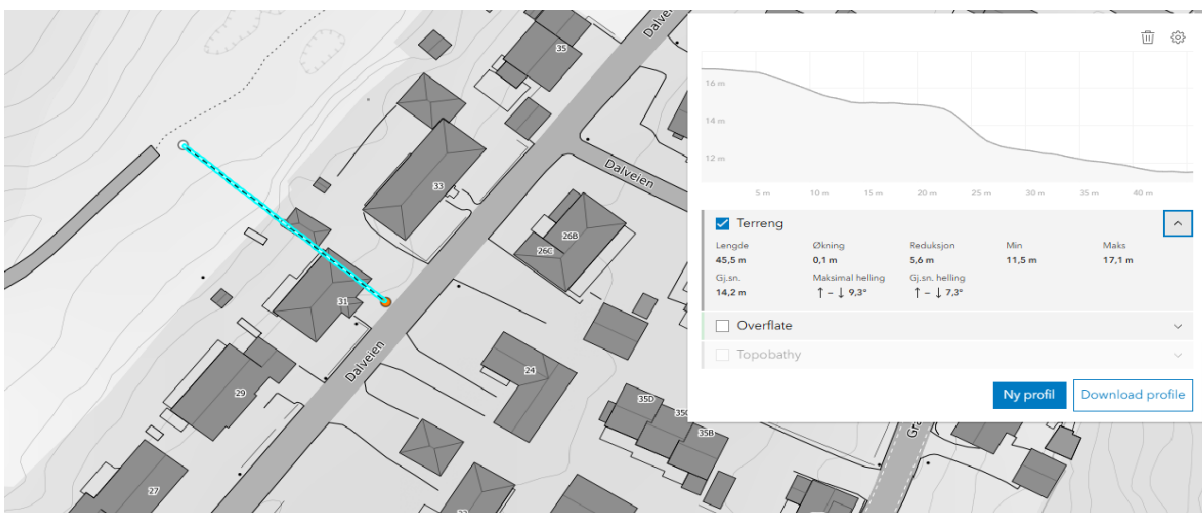 Dalve
35
33
Dalveien
26B
26C
31
Dalveien
24
29
27
35D
35C
35B
Gra
16 m
14 m
12 m
5 m 10 m 15 m 20 m 25 m 30 m 35 m 40 m
Terreng
Lengde Økning Reduksjon Min Maks
45,5 m 0,1 m 5,6 m 11,5 m 17,1 m
Gj.sn. Maksimal helling Gj.sn. helling
14,2 m ↑ – ↓ 9,3° ↑ – ↓ 7,3°
Overflate
Topobathy
Ny profil Download profile